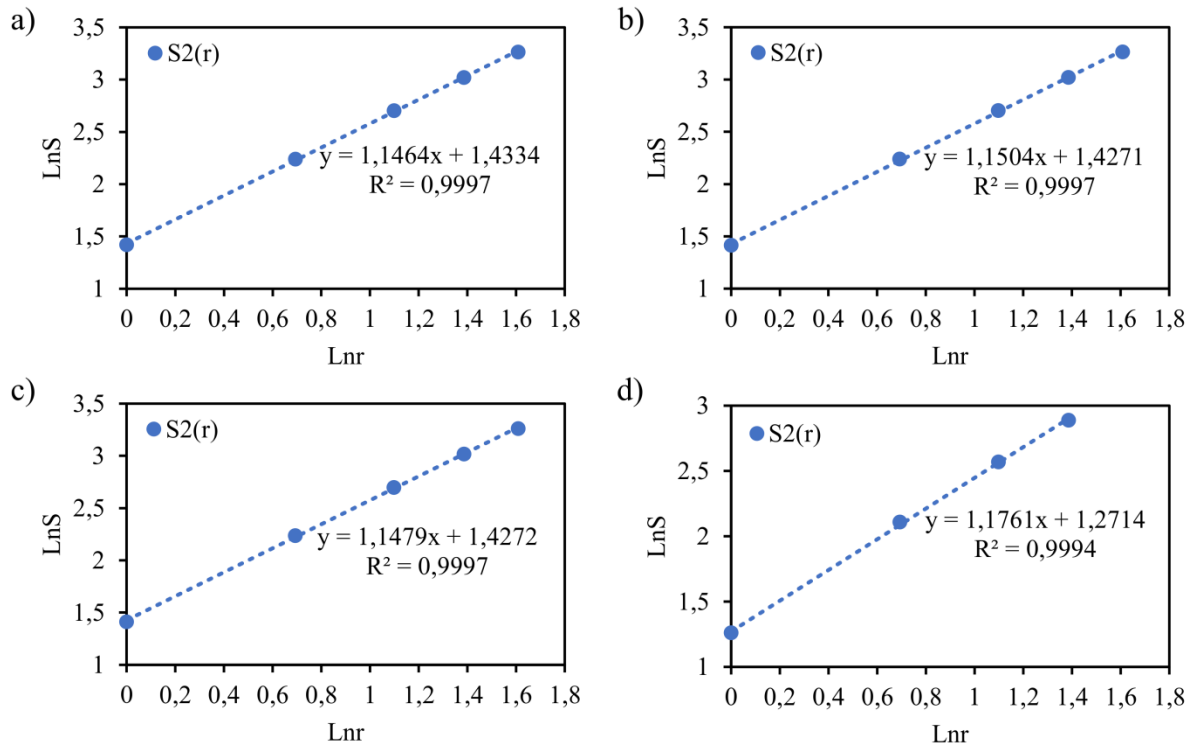 a)
3,5
3
2,5
2
1,5
1
LnS
S2(r)
y = 1,1464x + 1,4334
R² = 0,9997
0 0,2 0,4 0,6 0,8 1 1,2 1,4 1,6 1,8
Lnr
b)
3,5
3
2,5
2
1,5
1
LnS
S2(r)
y = 1,1504x + 1,4271
R² = 0,9997
0 0,2 0,4 0,6 0,8 1 1,2 1,4 1,6 1,8
Lnr
c)
3,5
3
2,5
2
1,5
1
LnS
S2(r)
y = 1,1479x + 1,4272
R² = 0,9997
0 0,2 0,4 0,6 0,8 1 1,2 1,4 1,6 1,8
Lnr
d)
3
2,5
2
1,5
1
LnS
S2(r)
y = 1,1761x + 1,2714
R² = 0,9994
0 0,2 0,4 0,6 0,8 1 1,2 1,4 1,6 1,8
Lnr